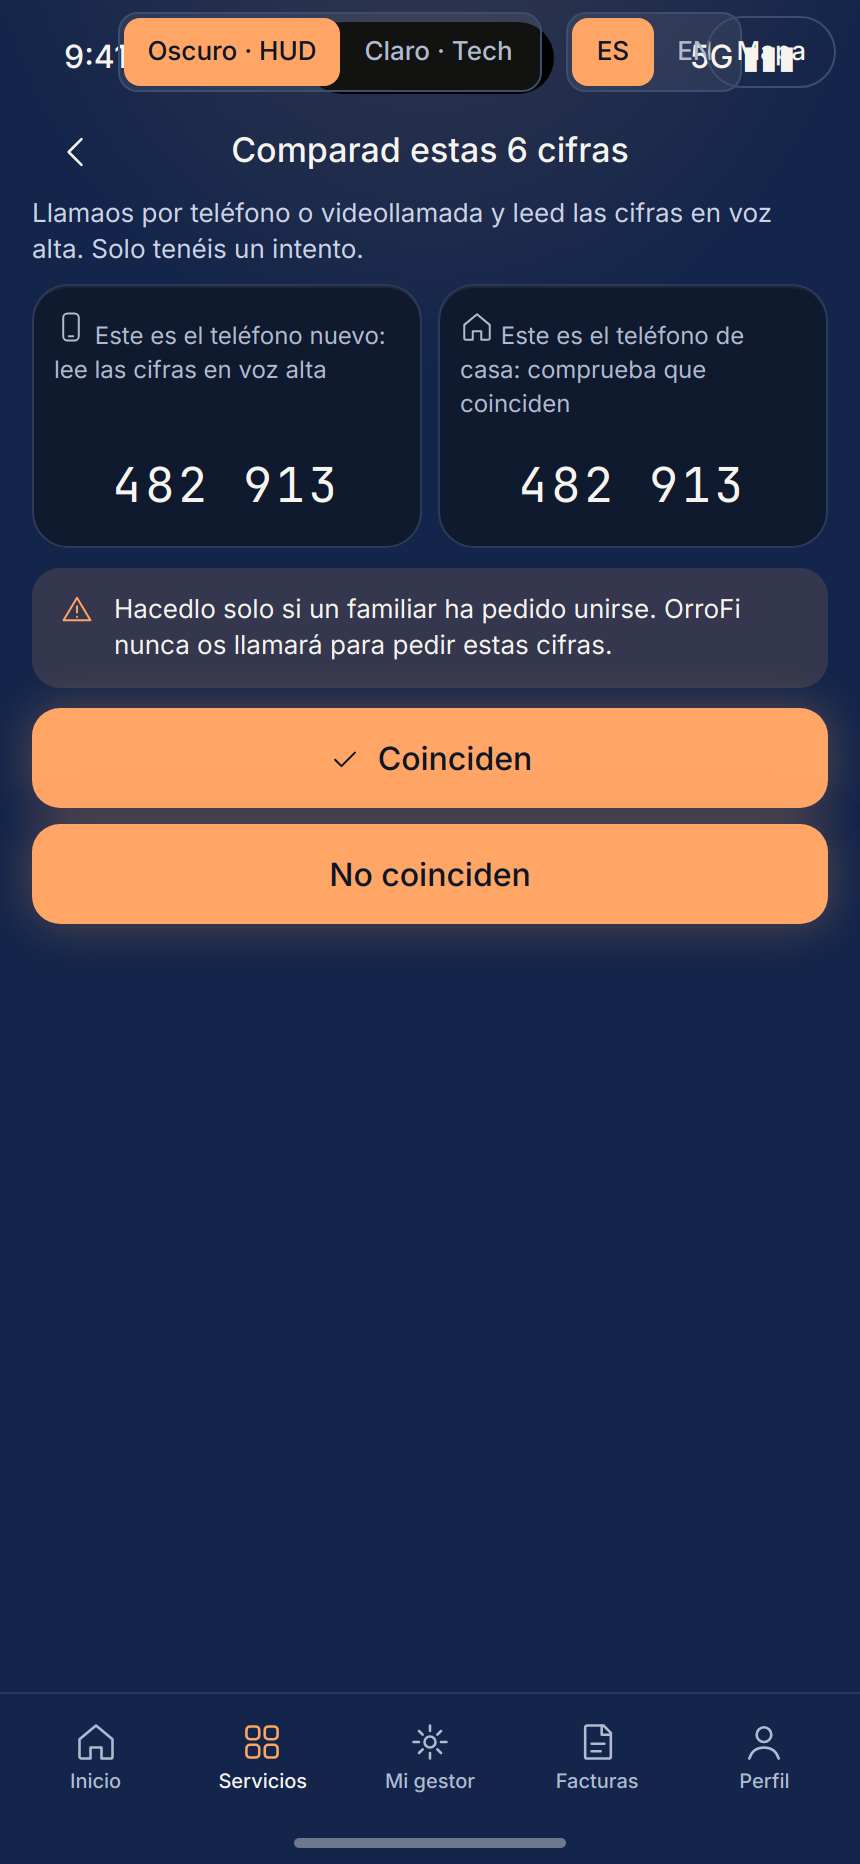 9:41
Oscuro · HUD
Claro · Tech
ES
EN
5G
Mapa
Comparad estas 6 cifras
Llamaos por teléfono o videollamada y leed las cifras en voz
alta. Solo tenéis un intento.
Este es el teléfono nuevo:
lee las cifras en voz alta
482 913
Este es el teléfono de
casa: comprueba que
coinciden
482 913
Hacedlo solo si un familiar ha pedido unirse. OrroFi
nunca os llamará para pedir estas cifras.
Coinciden
No coinciden
Inicio
Servicios
Mi gestor
Facturas
Perfil